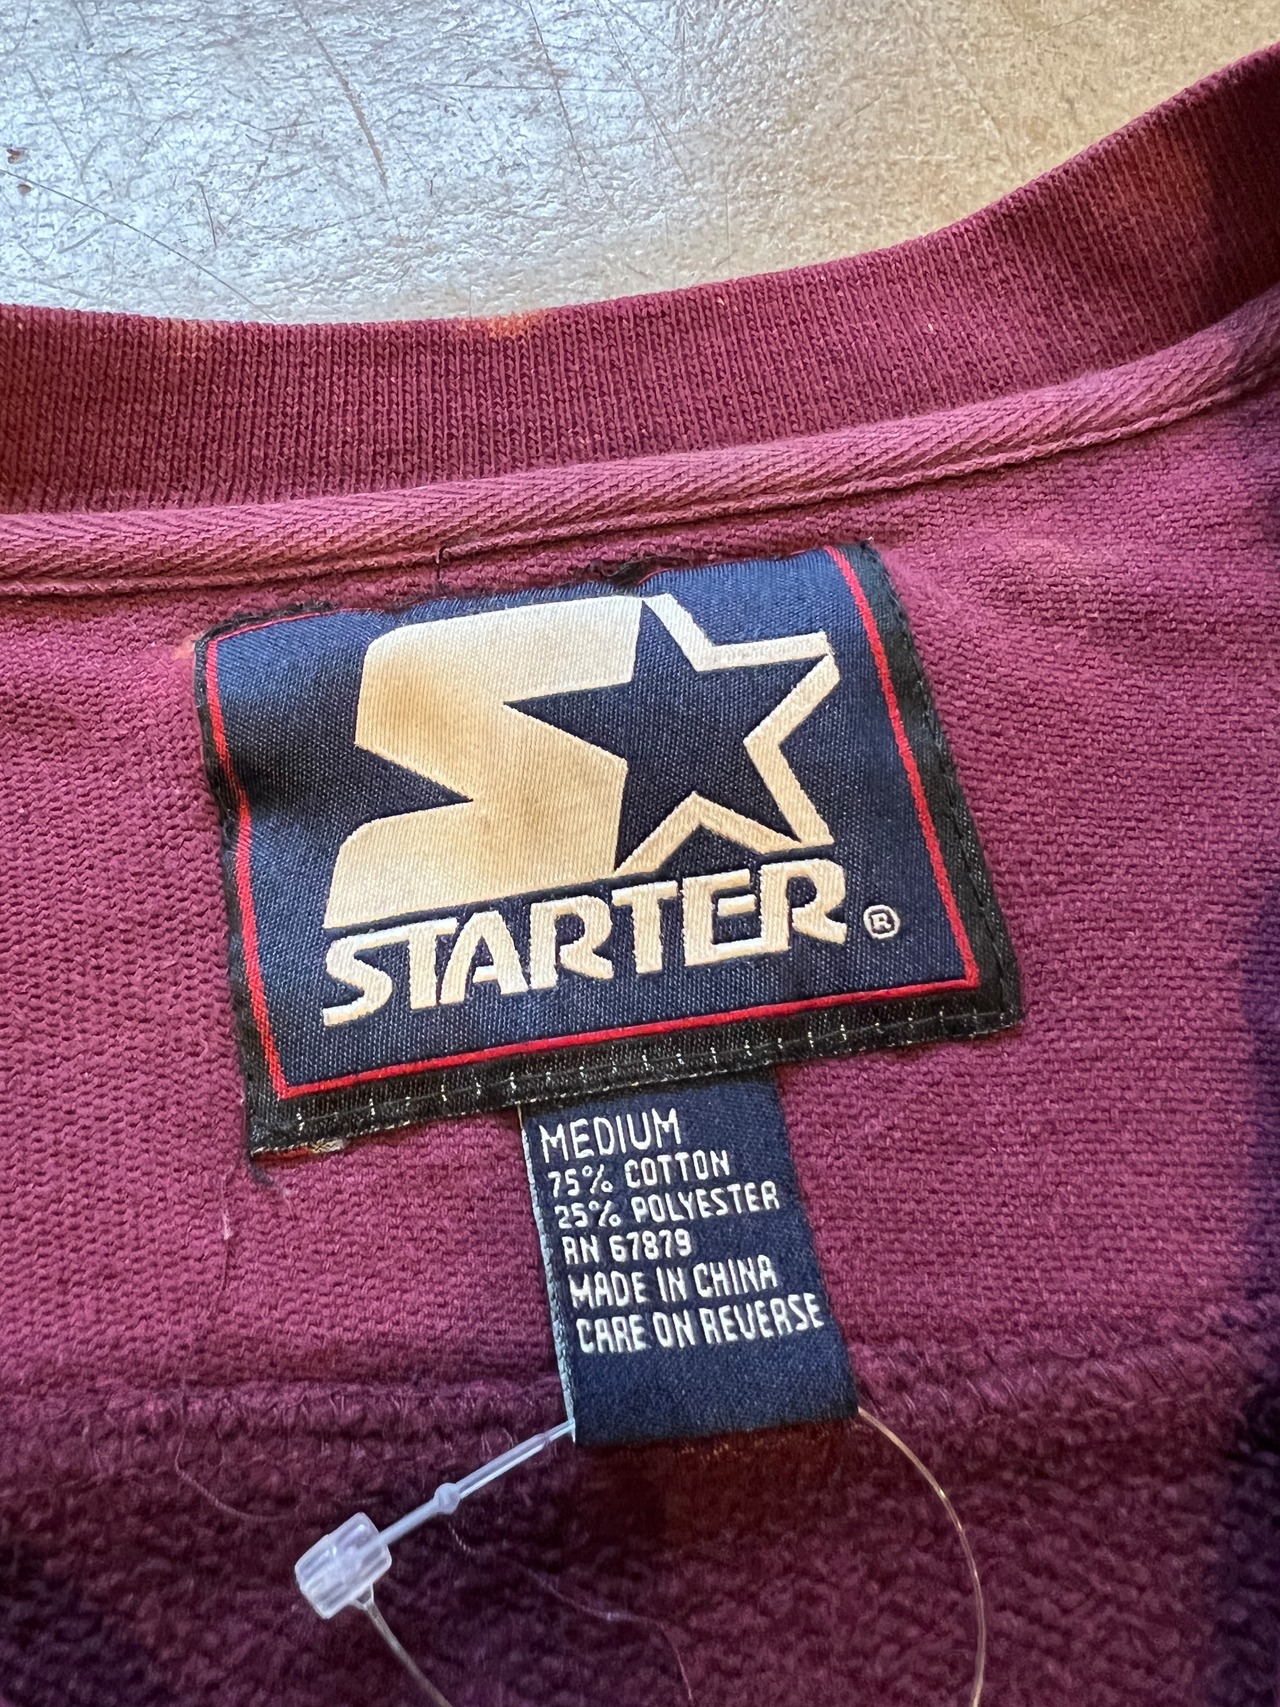 STARTER ®
MEDIUM
75% COTTON
25% POLYESTER
RN 67879
MADE IN CHINA
CARE ON REVERSE